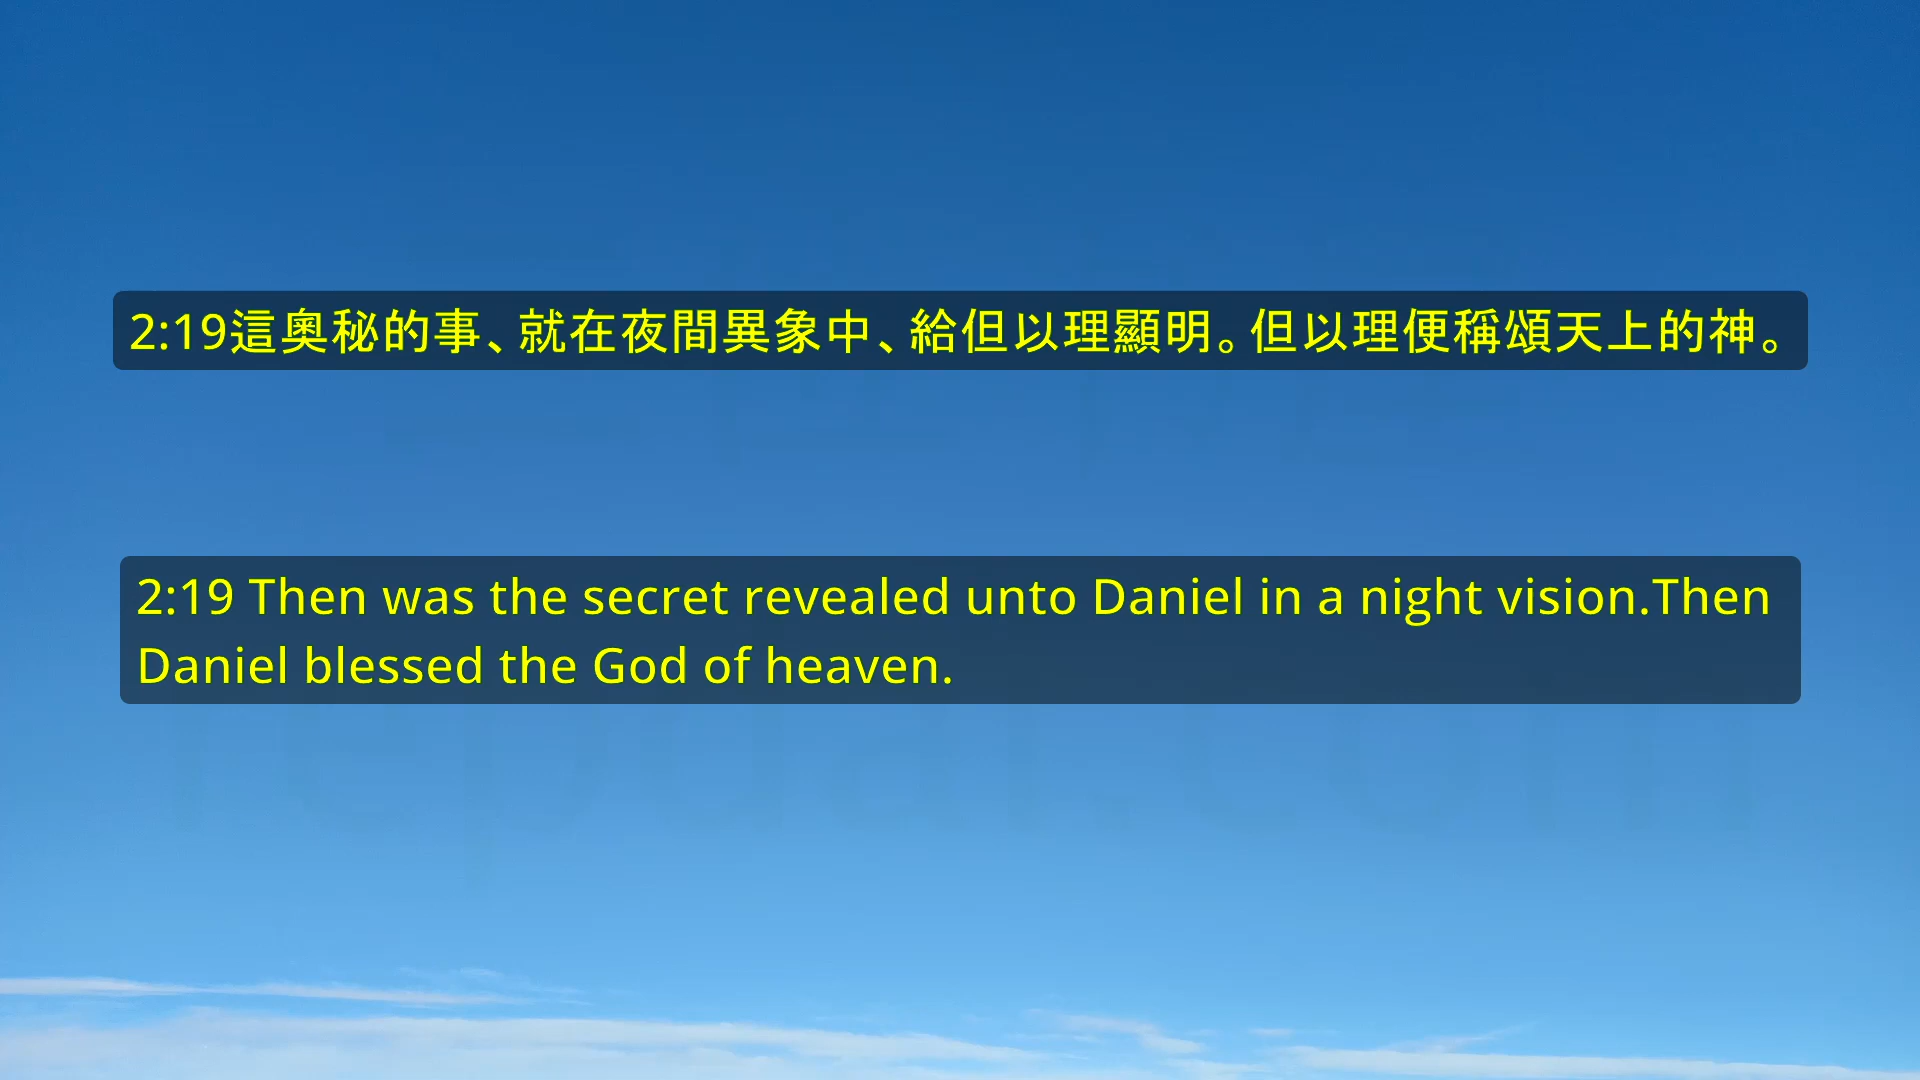 2:19這奧秘的事、就在夜間異象中、給但以理顯明。但以理便稱頌天上的神。
2:19 Then was the secret revealed unto Daniel in a night vision.Then
Daniel blessed the God of heaven.